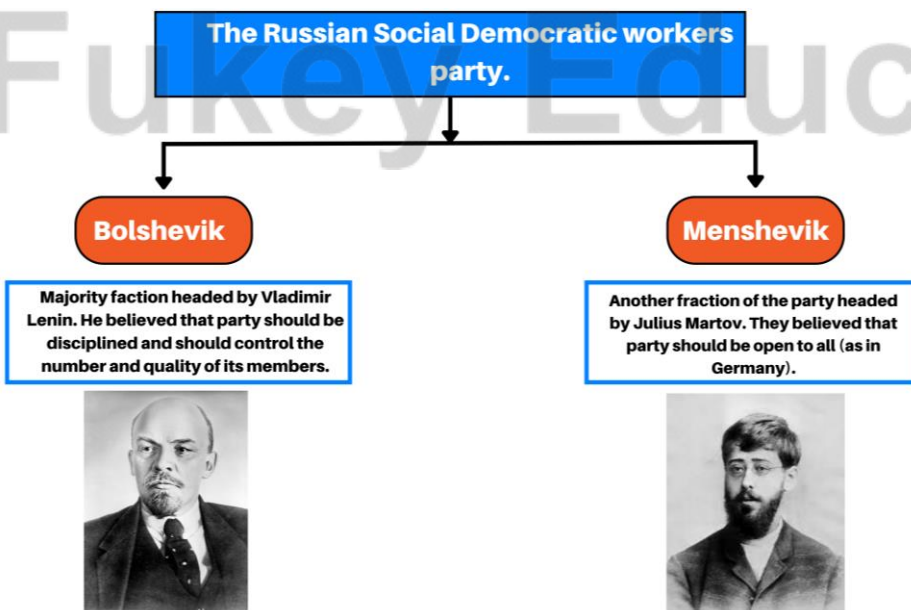 Fukey Educ
The Russian Social Democratic workers
party.
Bolshevik
Menshevik
Majority faction headed by Vladimir
Lenin. He believed that party should be
disciplined and should control the
number and quality of its members.
Another fraction of the party headed
by Julius Martov. They believed that
party should be open to all (as in
Germany).